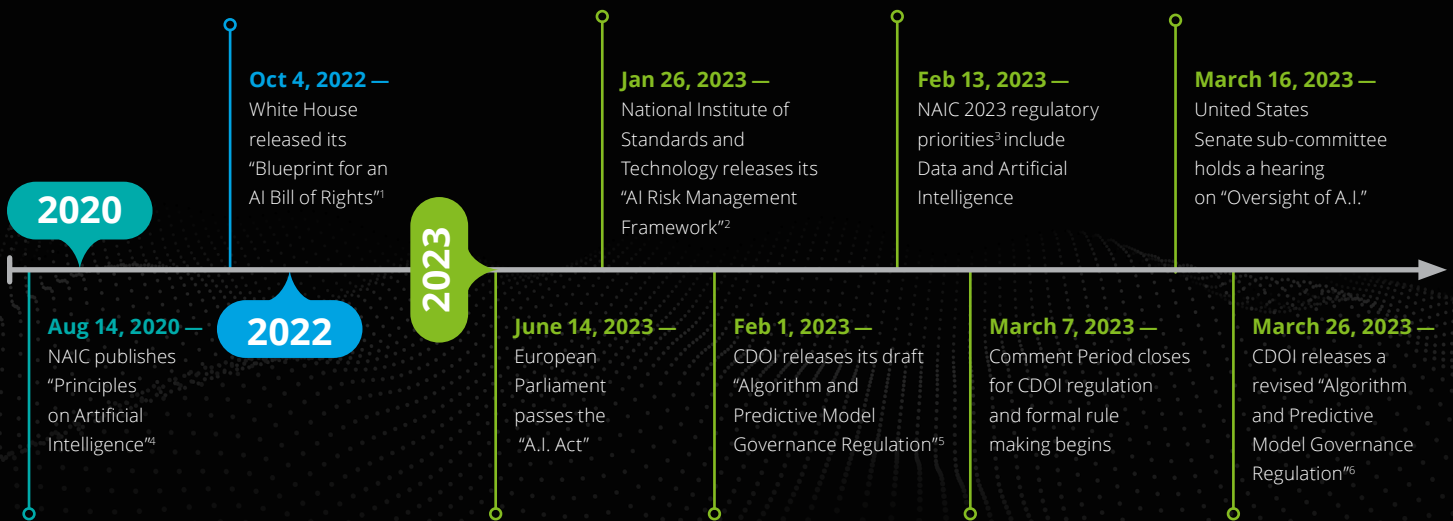 Oct 4, 2022 —
White House
released its
“Blueprint for an
AI Bill of Rights”1
Jan 26, 2023 —
National Institute of
Standards and
Technology releases its
“AI Risk Management
Framework”2
Feb 13, 2023 —
NAIC 2023 regulatory
priorities3 include
Data and Artificial
Intelligence
March 16, 2023 —
United States
Senate sub-committee
holds a hearing
on “Oversight of A.I.”
2020
2022
2023
Aug 14, 2020 —
NAIC publishes
“Principles
on Artificial
Intelligence”4
June 14, 2023 —
European
Parliament
passes the
“A.I. Act”
Feb 1, 2023 —
CDOI releases its draft
“Algorithm and
Predictive Model
Governance Regulation”5
March 7, 2023 —
Comment Period closes
for CDOI regulation
and formal rule
making begins
March 26, 2023 —
CDOI releases a
revised “Algorithm
and Predictive
Model Governance
Regulation”6